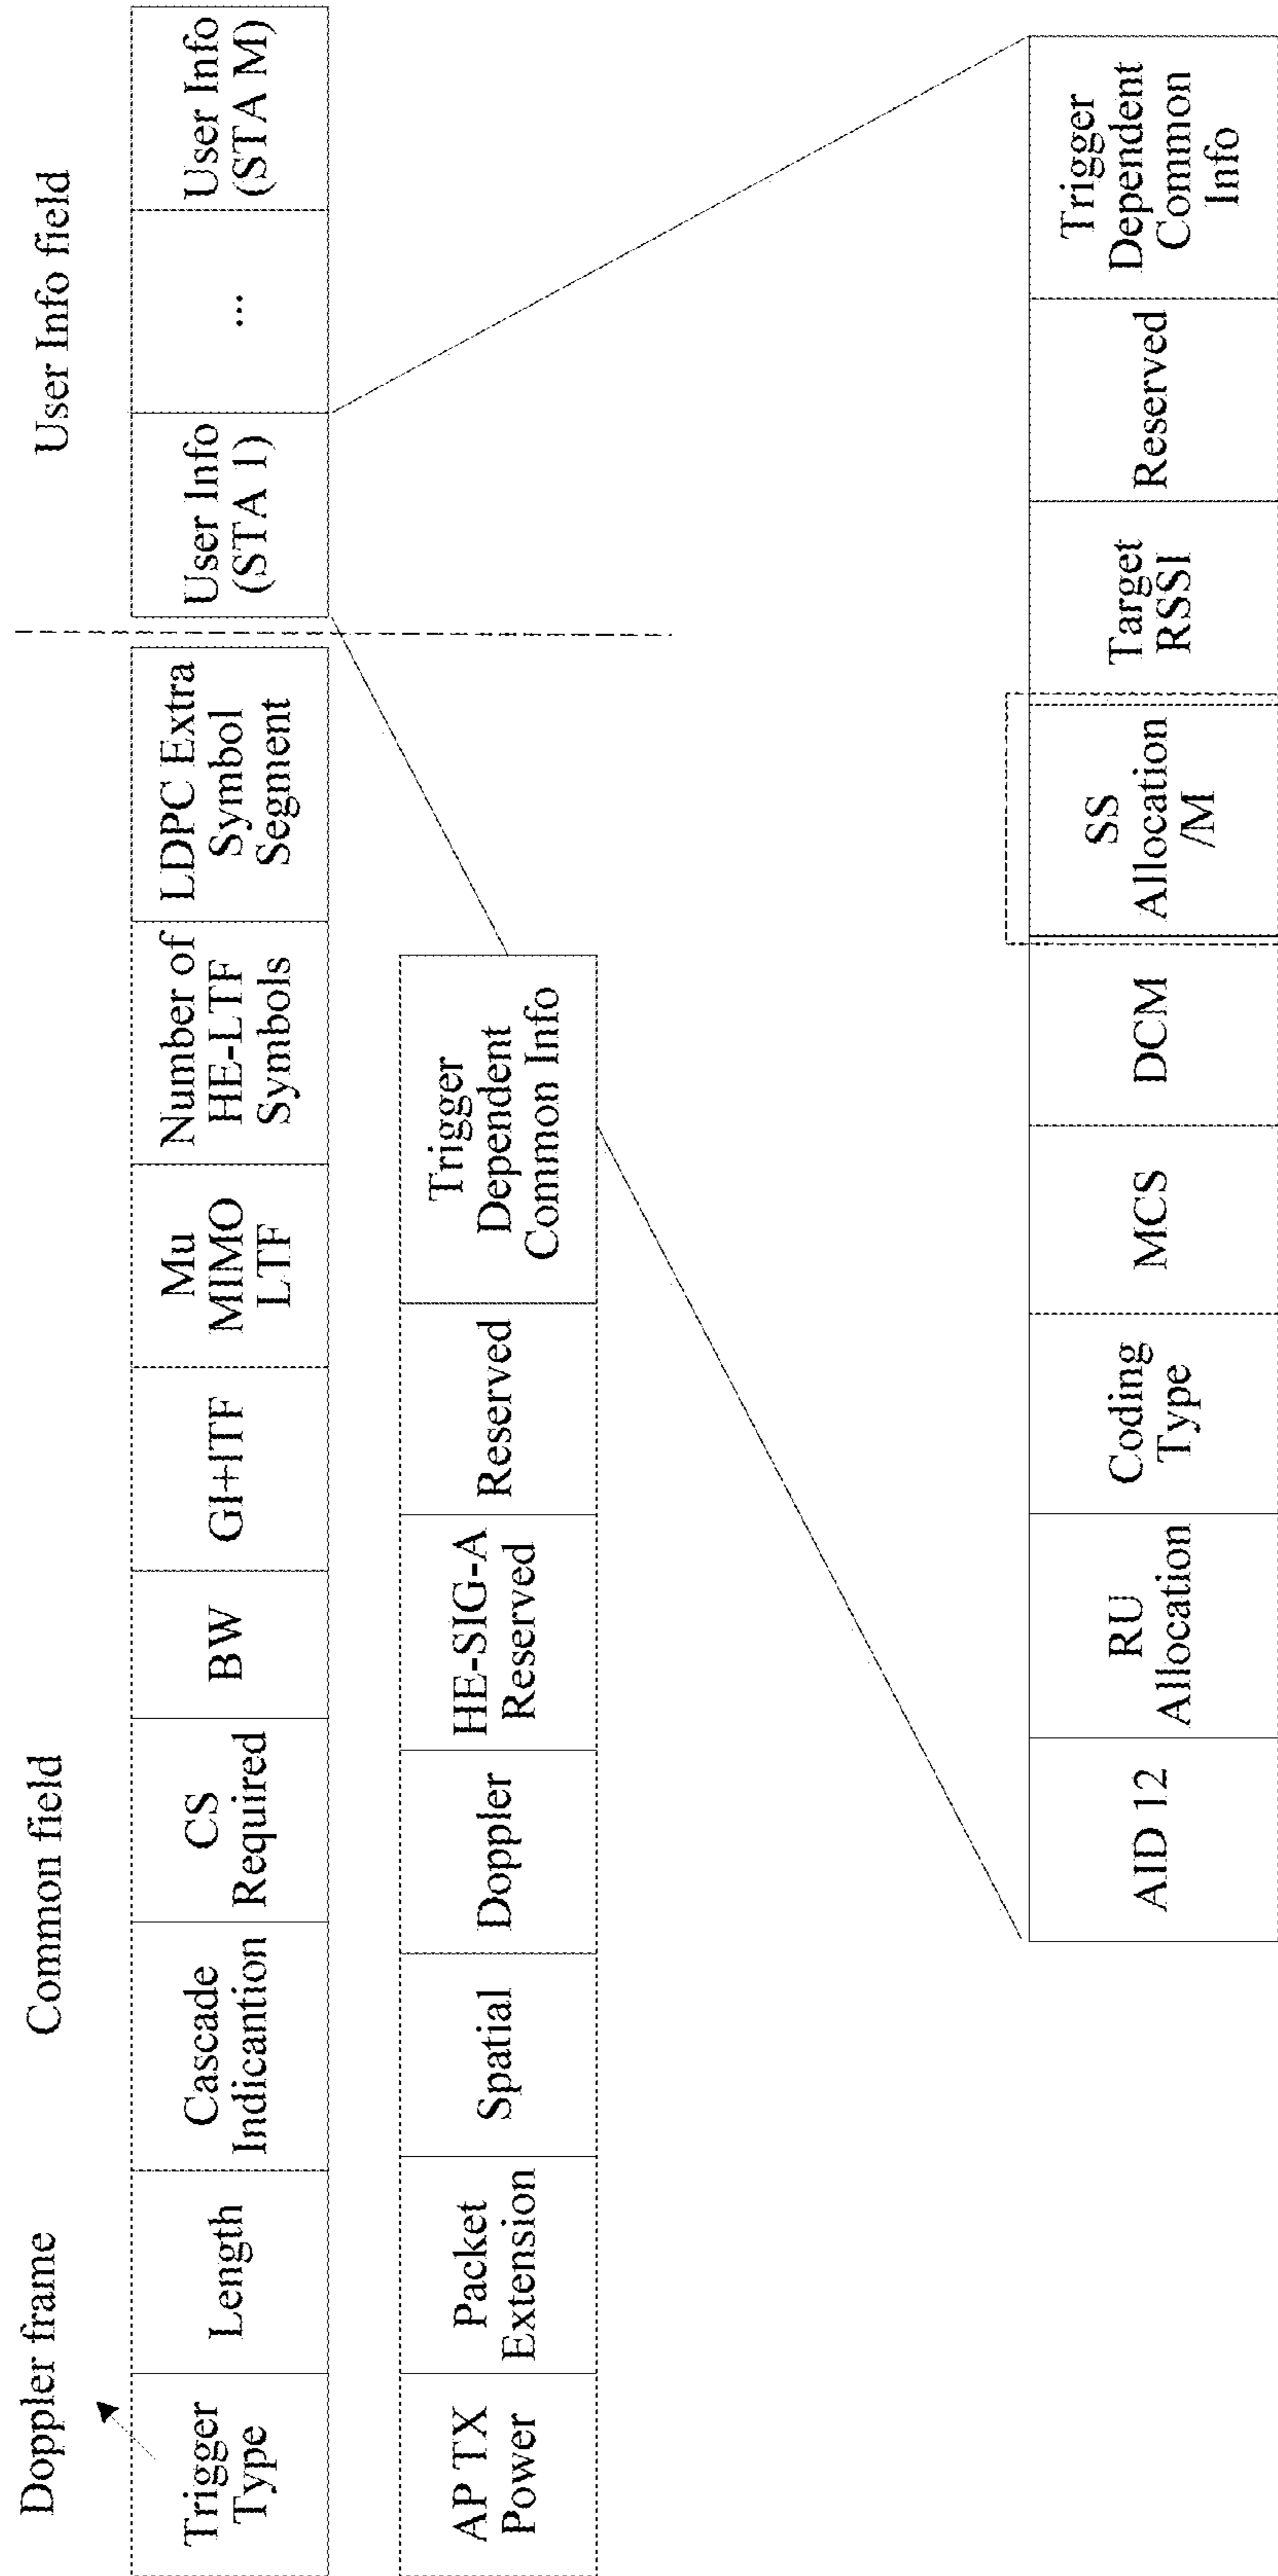 Doppler frame
Common field
User Info field
Trigger
Type
Length
Cascade
Indicantion
CS
Required
BW
GI+ITF
Mu
MIMO
LTF
Number of
HE-LTF
Symbols
LDPC Extra
Symbol
Segment
User Info
(STA 1)
...
User Info
(STA M)
AP TX
Power
Packet
Extension
Spatial
Doppler
HE-SIG-A
Reserved
Reserved
Trigger
Dependent
Common Info
AID 12
RU
Allocation
Coding
Type
MCS
DCM
SS
Allocation
/M
Target
RSSI
Reserved
Trigger
Dependent
Common
Info